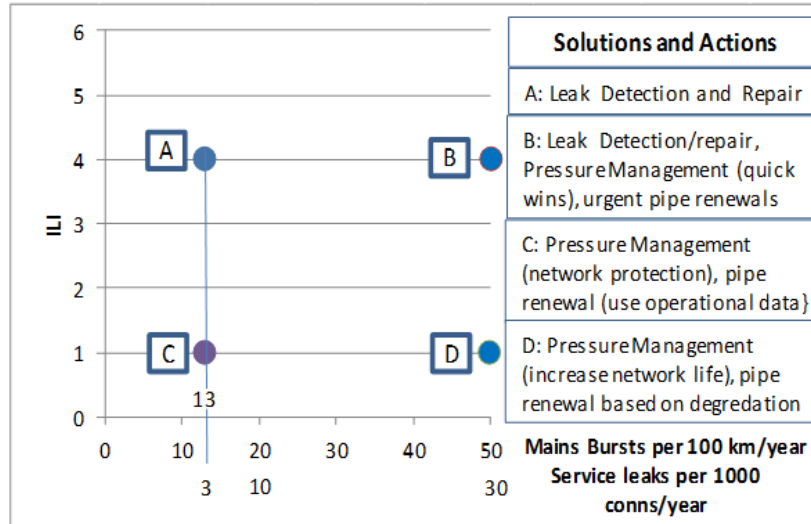 6
5
4
3
2
1
0
ILI
A
B
C
D
13
0 10 20 30 40 50
3 10 30
Solutions and Actions
A: Leak Detection and Repair
B: Leak Detection/repair,
Pressure Management (quick
wins), urgent pipe renewals
C: Pressure Management
(network protection), pipe
renewal (use operational data}
D: Pressure Management
(increase network life), pipe
renewal based on degredation
Mains Bursts per 100 km/year
Service leaks per 1000
conns/year